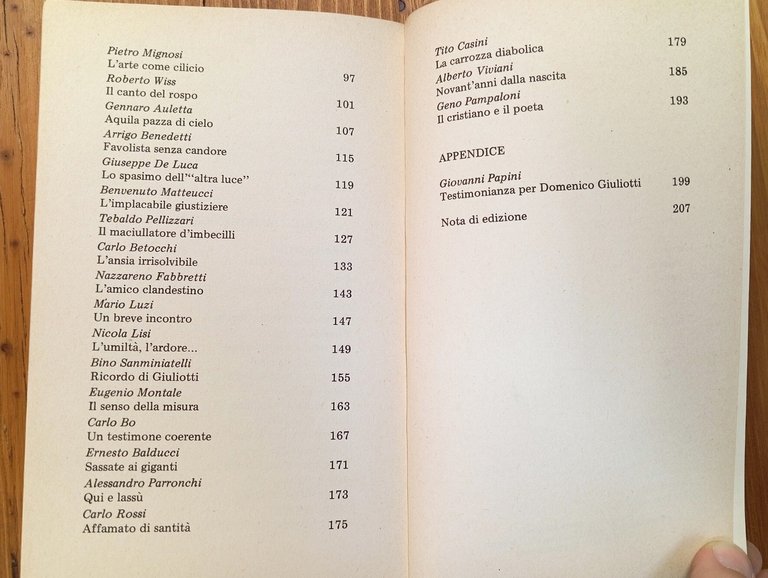 Pietro Mignosi
L'arte come cilicio 97
Roberto Wiss
Il canto del rospo 101
Gennaro Auletta
Aquila pazza di cielo 107
Arrigo Benedetti
Favolista senza candore 115
Giuseppe De Luca
Lo spasimo dell'"altra luce" 119
Benvenuto Matteucci
L'implacabile giustiziere 121
Tebaldo Pellizzari
Il maciullatore d'imbecilli 127
Carlo Betocchi
L'ansia irrisolvibile 133
Nazzareno Fabbretti
L'amico clandestino 143
Mario Luzi
Un breve incontro 147
Nicola Lisi
L'umiltà, l'ardore... 149
Bino Sanminiatelli
Ricordo di Giuliotti 155
Eugenio Montale
Il senso della misura 163
Carlo Bo
Un testimone coerente 167
Ernesto Balducci
Sassate ai giganti 171
Alessandro Parronchi
Qui e lassù 173
Carlo Rossi
Affamato di santità 175
Tito Casini
La carrozza diabolica 179
Alberto Viviani
Novant'anni dalla nascita 185
Geno Pampaloni
Il cristiano e il poeta 193
APPENDICE
Giovanni Papini
Testimonianza per Domenico Giuliotti 199
Nota di edizione 207